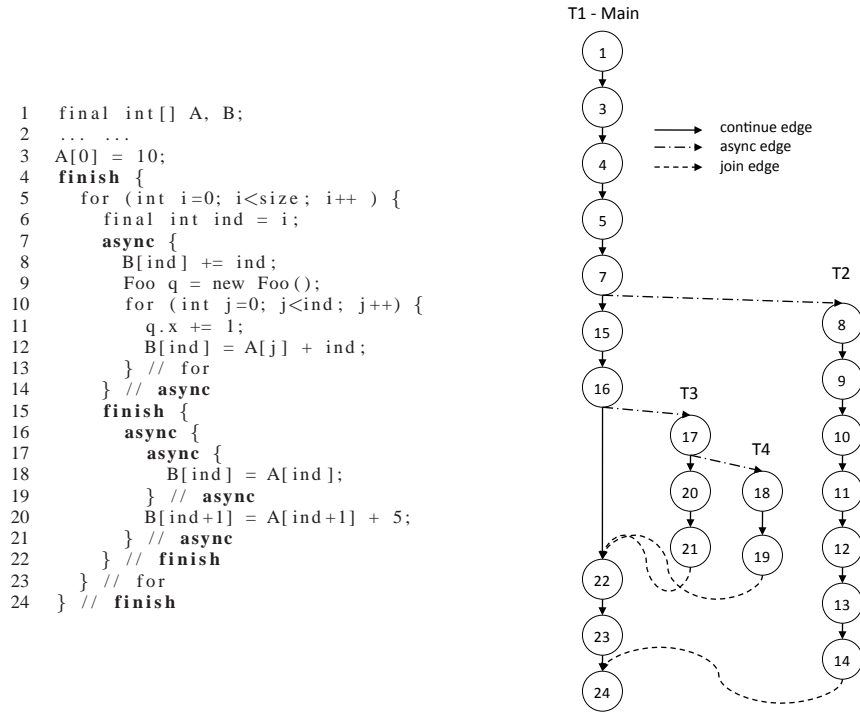 T1 - Main
1 final int[] A, B;
2 ... ...
3 A[0] = 10;
4 finish {
5 for (int i=0; i<size; i++ ) {
6 final int ind = i;
7 async {
8 B[ind] += ind;
9 Foo q = new Foo();
10 for (int j=0; j<ind; j++) {
11 q.x += 1;
12 B[ind] = A[j] + ind;
13 } // for
14 } // async
15 finish {
16 async {
17 async {
18 B[ind] = A[ind];
19 } // async
20 B[ind+1] = A[ind+1] + 5;
21 } // async
22 } // finish
23 } // for
24 } // finish
1
3
4
5
7
15
16
22
23
24
continue edge
async edge
join edge
T3
17
20
21
T4
18
19
T2
8
9
10
11
12
13
14